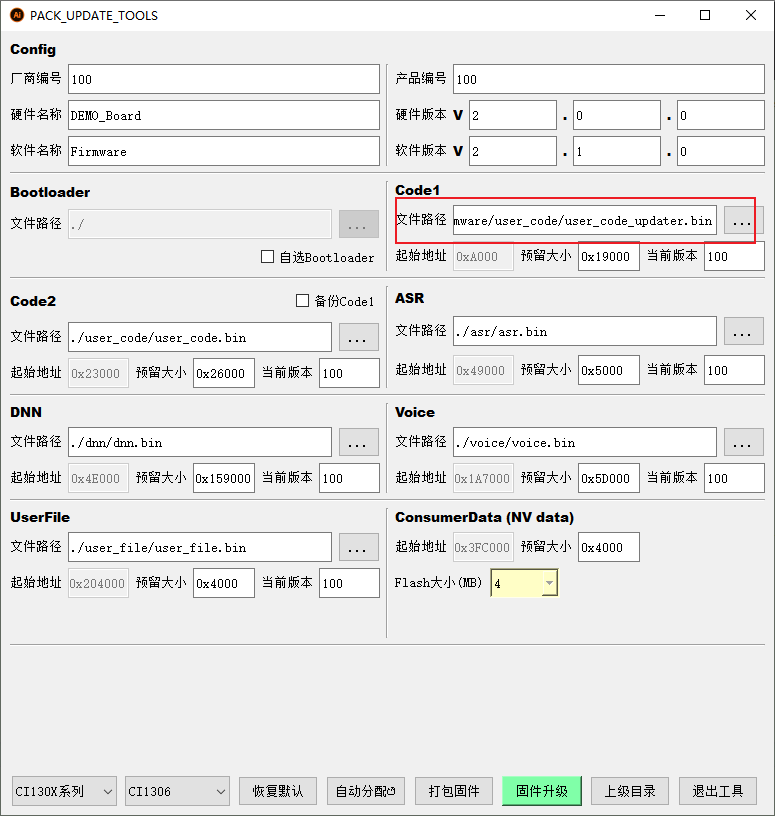 PACK_UPDATE_TOOLS
Config
厂商编号 100 产品编号 100
硬件名称 DEMO_Board 硬件版本 V 2 . 0 . 0
软件名称 Firmware 软件版本 V 2 . 1 . 0
Bootloader Code1
文件路径 ./ ... 文件路径 mware/user_code/user_code_updater.bin ...
自选Bootloader 起始地址 0xA000 预留大小 0x19000 当前版本 100
Code2 备份Code1 ASR
文件路径 ./user_code/user_code.bin ... 文件路径 ./asr/asr.bin ...
起始地址 0x23000 预留大小 0x26000 当前版本 100 起始地址 0x49000 预留大小 0x5000 当前版本 100
DNN Voice
文件路径 ./dnn/dnn.bin ... 文件路径 ./voice/voice.bin ...
起始地址 0x4E000 预留大小 0x159000 当前版本 100 起始地址 0x1A7000 预留大小 0x5D000 当前版本 100
UserFile ConsumerData (NV data)
文件路径 ./user_file/user_file.bin ... 起始地址 0x3FC000 预留大小 0x4000
起始地址 0x204000 预留大小 0x4000 当前版本 100 Flash大小(MB) 4
CI130X系列 CI1306 恢复默认 自动分配 打包固件 固件升级 上级目录 退出工具